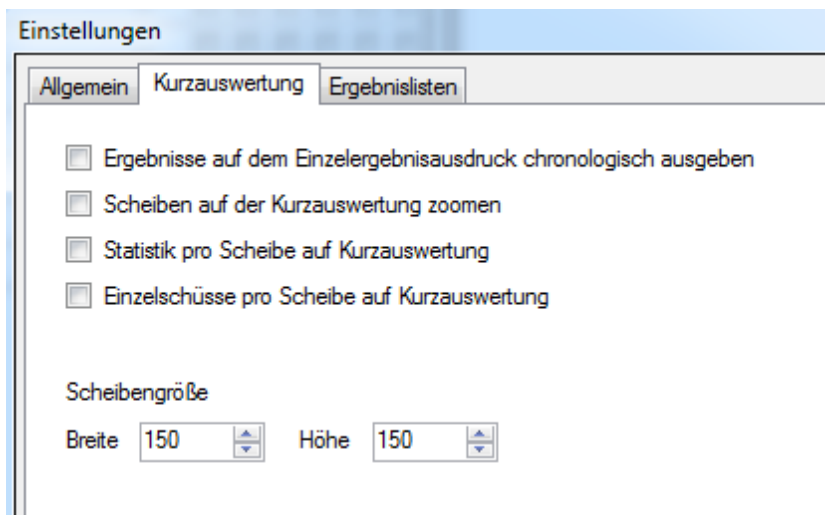 Einstellungen
Allgemein Kurzauswertung Ergebnislisten
Ergebnisse auf dem Einzelergebnisausdruck chronologisch ausgeben
Scheiben auf der Kurzauswertung zoomen
Statistik pro Scheibe auf Kurzauswertung
Einzelschüsse pro Scheibe auf Kurzauswertung
Scheibengröße
Breite 150 Höhe 150